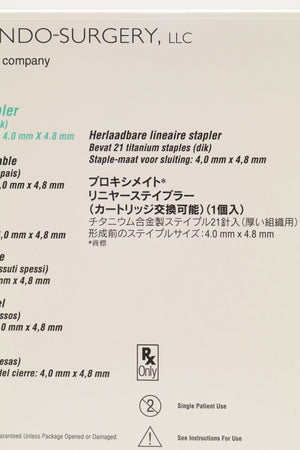 NDO-SURGERY, LLC
company
pler
k)
4.0 mm X 4.8 mm
Herlaadbare lineaire stapler
Bevat 21 titanium staples (dik)
Staple-maat voor sluiting: 4,0 mm x 4,8 mm
able
pais)
,0 mm x 4,8 mm
プロキシメイト*
リニヤーステイプラー
(カートリッジ交換可能)(1個入)
チタニウム合金製ステイプル21針入(厚い組織用)
形成前のステイプルサイズ:4.0 mm x 4.8 mm
*商標
,0 mm x 4,8 mm
e
ssuti spessi)
,0 mm x 4,8 mm
el
ssos)
,0 mm x 4,8 mm
esas)
del cierre: 4,0 mm x 4,8 mm
Rx
Only
2
Single Patient Use
uaranteed Unless Package Opened or Damaged.
See Instructions For Use